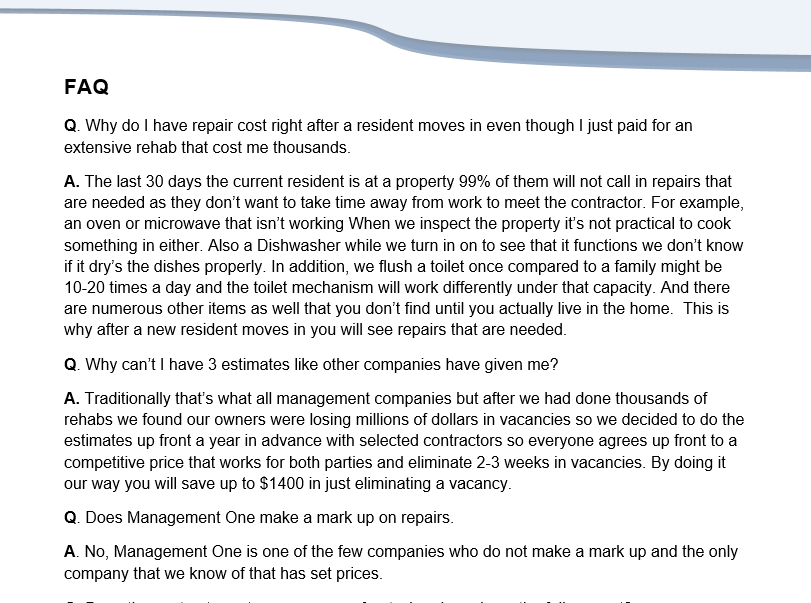 FAQ
Q. Why do I have repair cost right after a resident moves in even though I just paid for an
extensive rehab that cost me thousands.
A. The last 30 days the current resident is at a property 99% of them will not call in repairs that
are needed as they don’t want to take time away from work to meet the contractor. For example,
an oven or microwave that isn’t working When we inspect the property it’s not practical to cook
something in either. Also a Dishwasher while we turn in on to see that it functions we don’t know
if it dry’s the dishes properly. In addition, we flush a toilet once compared to a family might be
10-20 times a day and the toilet mechanism will work differently under that capacity. And there
are numerous other items as well that you don’t find until you actually live in the home.  This is
why after a new resident moves in you will see repairs that are needed.
Q. Why can’t I have 3 estimates like other companies have given me?
A. Traditionally that’s what all management companies but after we had done thousands of
rehabs we found our owners were losing millions of dollars in vacancies so we decided to do the
estimates up front a year in advance with selected contractors so everyone agrees up front to a
competitive price that works for both parties and eliminate 2-3 weeks in vacancies. By doing it
our way you will save up to $1400 in just eliminating a vacancy.
Q. Does Management One make a mark up on repairs.
A. No, Management One is one of the few companies who do not make a mark up and the only
company that we know of that has set prices.